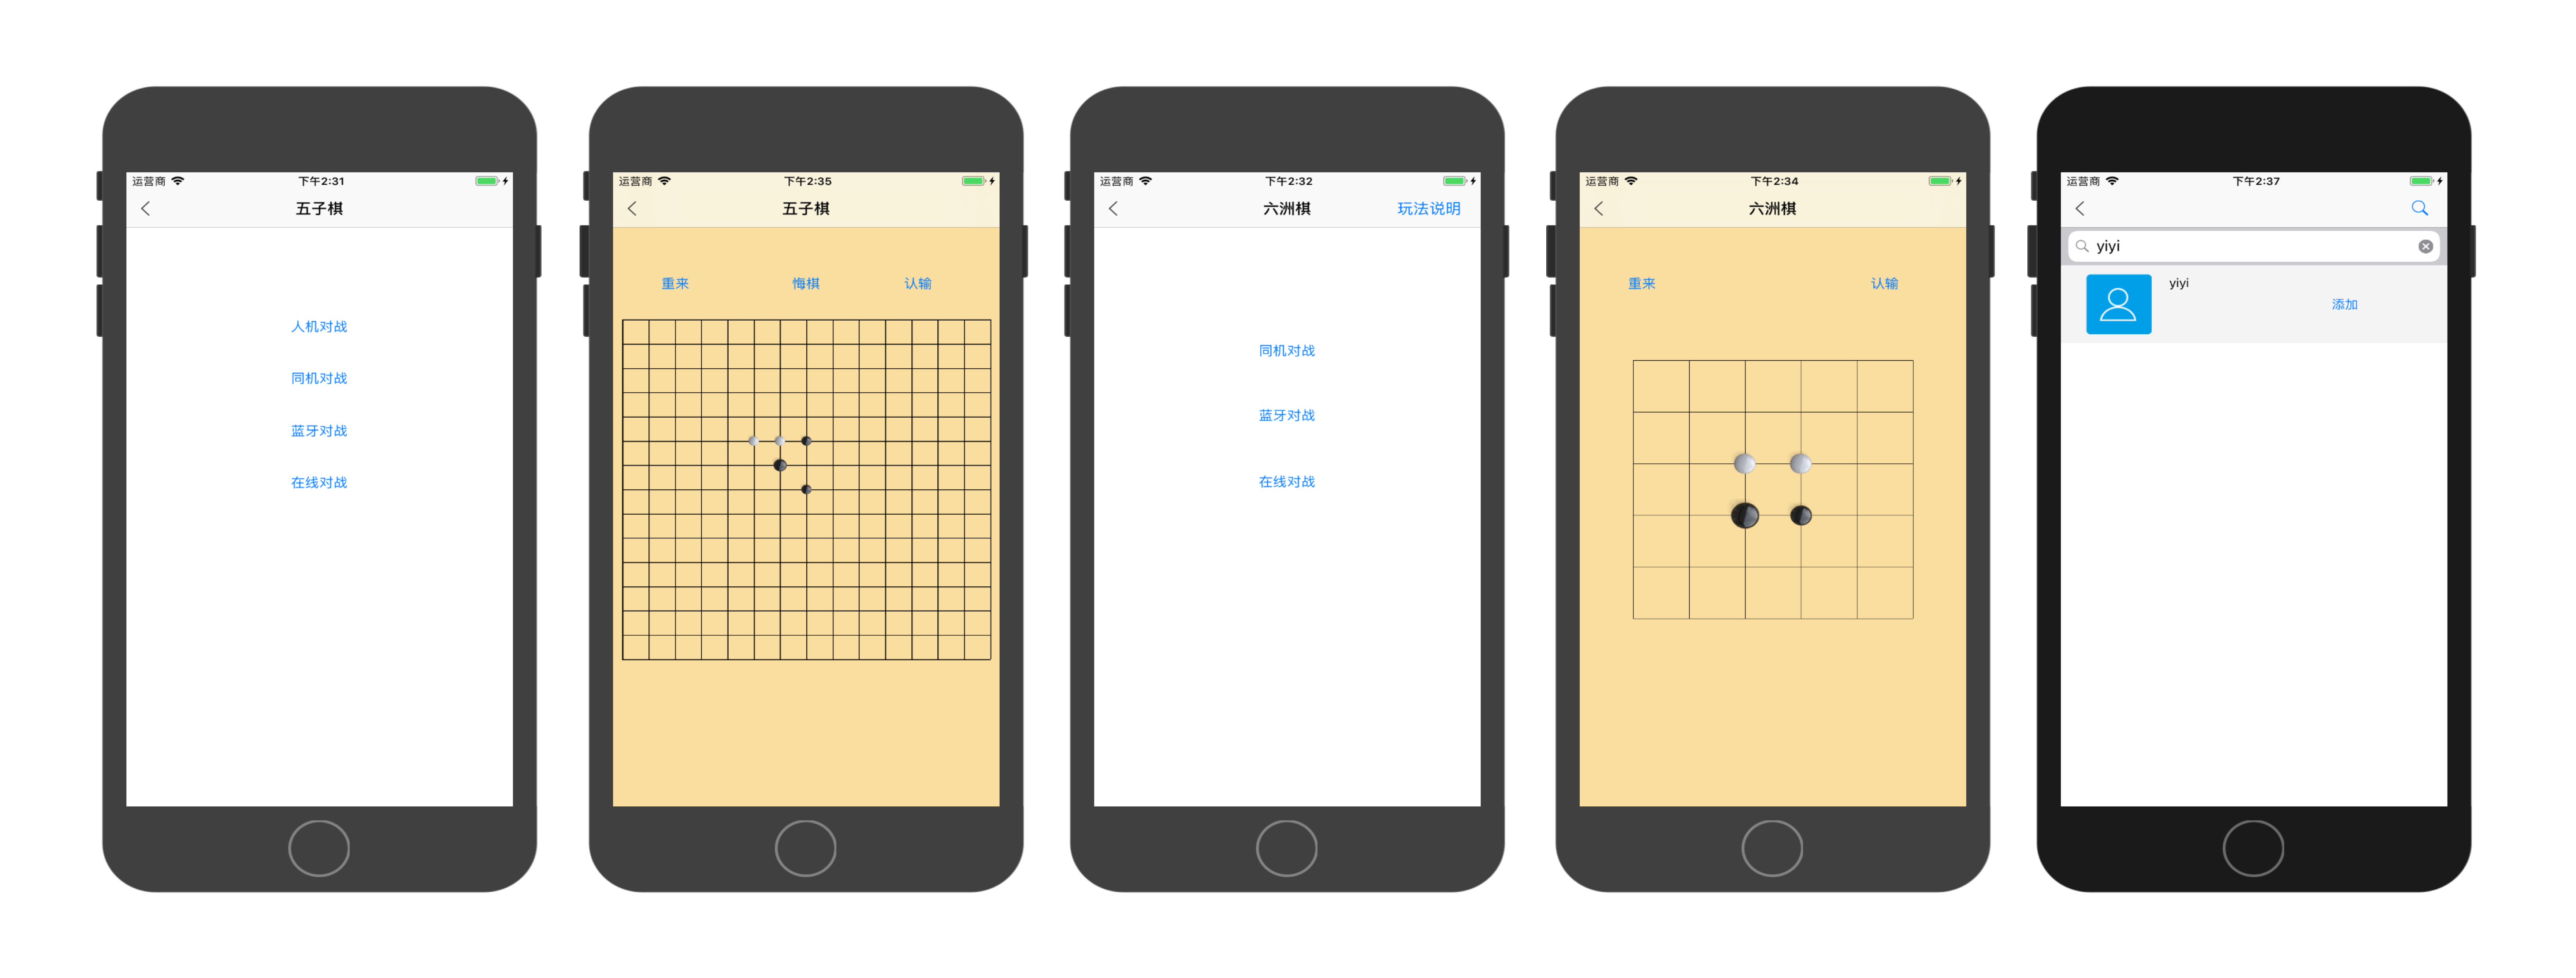 运营商 下午2:31
五子棋
人机对战
同机对战
蓝牙对战
在线对战
运营商 下午2:35
五子棋
重来 悔棋 认输
运营商 下午2:32
六洲棋 玩法说明
同机对战
蓝牙对战
在线对战
运营商 下午2:34
六洲棋
重来 认输
运营商 下午2:37
yiyi
yiyi
添加